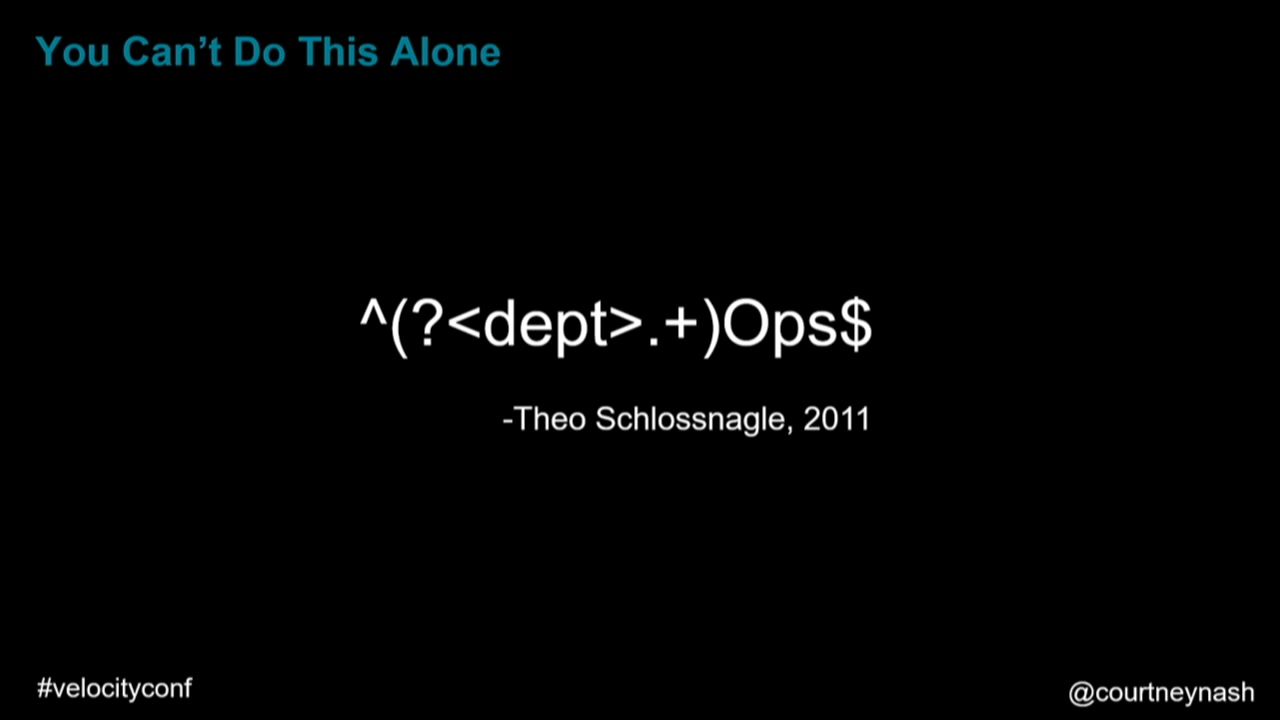 You Can’t Do This Alone
^(?<dept>.+)Ops$
-Theo Schlossnagle, 2011
#velocityconf
@courtneynash